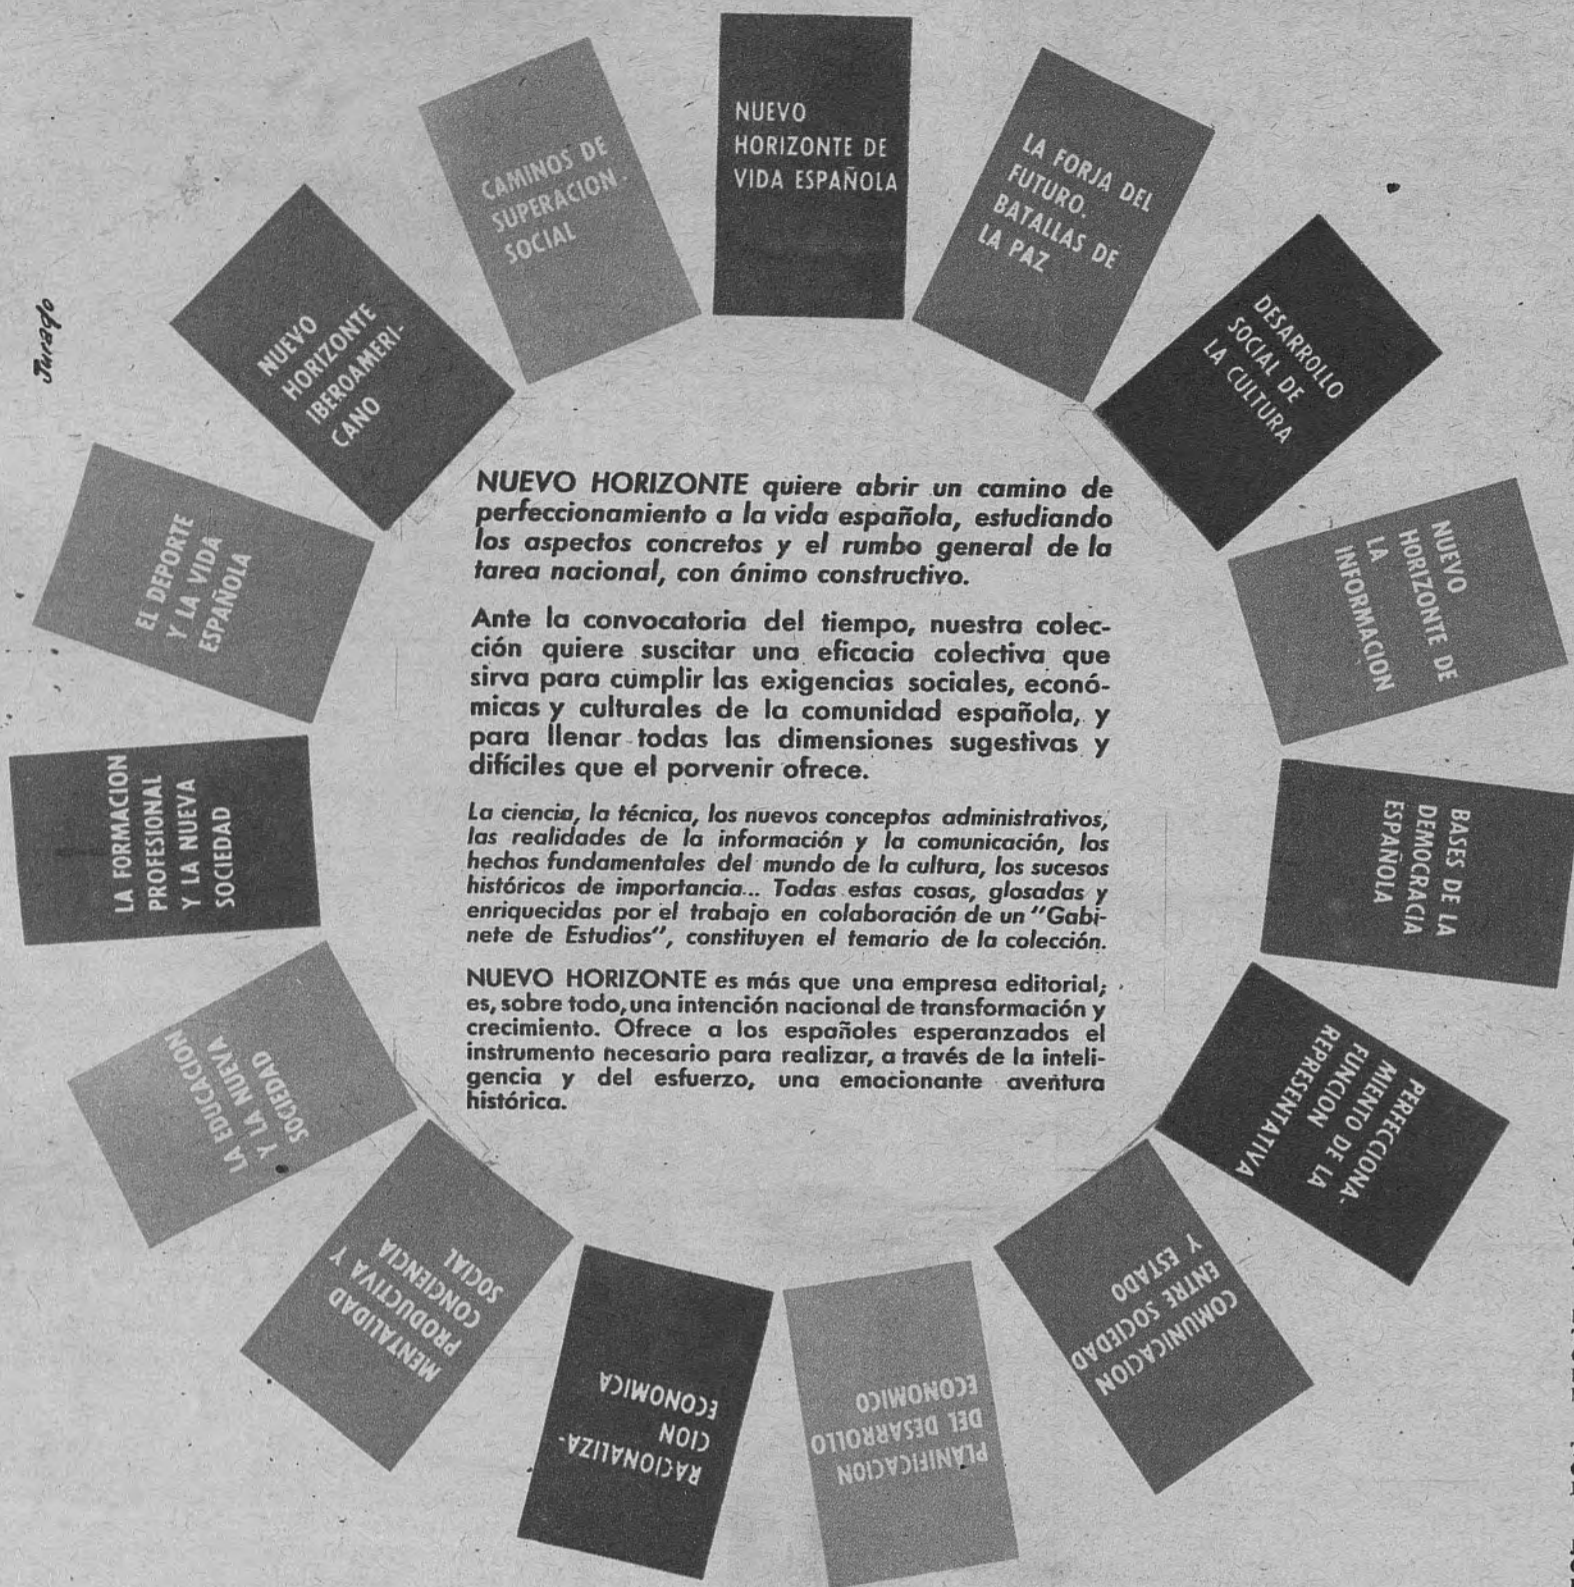 NUEVO
HORIZONTE DE
VIDA ESPAÑOLA
LA FORJA DEL
FUTURO.
BATALLAS DE
LA PAZ
DESARROLLO
SOCIAL DE
LA CULTURA
NUEVO
HORIZONTE DE
LA
INFORMACION
BASES DE LA
DEMOCRACIA
ESPAÑOLA
PERFECCIONA-
MIENTO DE LA
FUNCION
REPRESENTATIVA
COMUNICACION
ENTRE SOCIEDAD
Y ESTADO
PLANIFICACION
DEL DESARROLLO
ECONOMICO
RACIONALIZA-
CION
ECONOMICA
MENTALIDAD
PRODUCTIVA Y
CONCIENCIA
SOCIAL
LA EDUCACION
Y LA NUEVA
SOCIEDAD
LA FORMACION
PROFESIONAL
Y LA NUEVA
SOCIEDAD
EL DEPORTE
Y LA VIDA
ESPAÑOLA
NUEVO
HORIZONTE
IBEROAMERI-
CANO
CAMINOS DE
SUPERACION
SOCIAL
NUEVO HORIZONTE quiere abrir un camino de
perfeccionamiento a la vida española, estudiando
los aspectos concretos y el rumbo general de la
tarea nacional, con ánimo constructivo.
Ante la convocatoria del tiempo, nuestra colec-
ción quiere suscitar una eficacia colectiva que
sirva para cumplir las exigencias sociales, econó-
micas y culturales de la comunidad española, y
para llenar todas las dimensiones sugestivas y
difíciles que el porvenir ofrece.
La ciencia, la técnica, los nuevos conceptos administrativos,
las realidades de la información y la comunicación, los
hechos fundamentales del mundo de la cultura, los sucesos
históricos de importancia... Todas estas cosas, glosadas y
enriquecidas por el trabajo en colaboración de un "Gabi-
nete de Estudios", constituyen el temario de la colección.
NUEVO HORIZONTE es más que una empresa editorial;
es, sobre todo, una intención nacional de transformación y
crecimiento. Ofrece a los españoles esperanzados el
instrumento necesario para realizar, a través de la inteli-
gencia y del esfuerzo, una emocionante aventura
histórica.